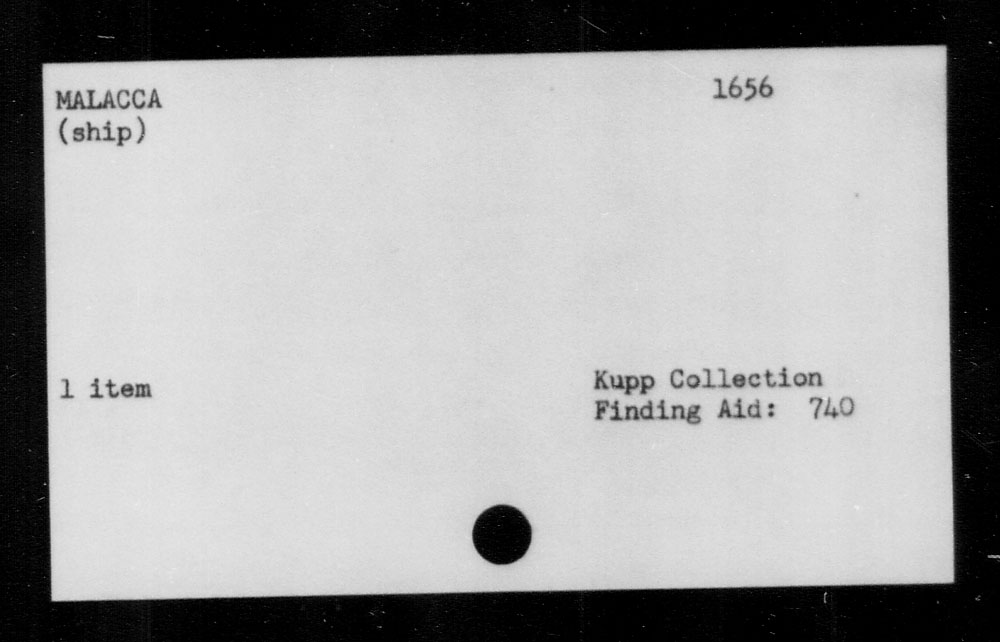 MALACCA 1656
(ship)
1 item Kupp Collection
Finding Aid: 740